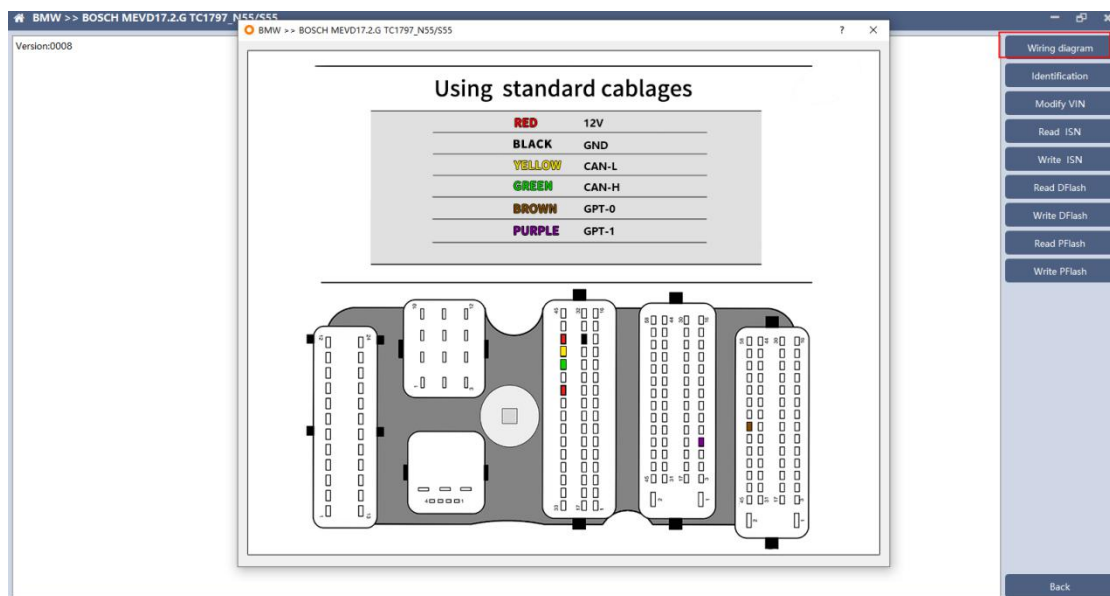 BMW >> BOSCH MEVD17.2.G TC1797_N55/S55
BMW >> BOSCH MEVD17.2.G TC1797_N55/S55
Version:0008
Using standard cablages
RED 12V
BLACK GND
YELLOW CAN-L
GREEN CAN-H
BROWN GPT-0
PURPLE GPT-1
Wiring diagram
Identification
Modify VIN
Read ISN
Write ISN
Read DFlash
Write DFlash
Read PFlash
Write PFlash
Back